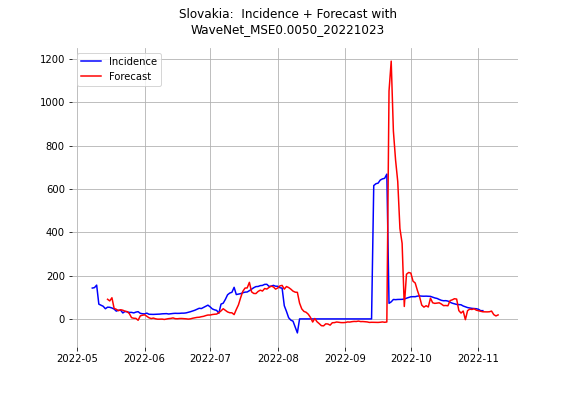 Slovakia:  Incidence + Forecast with
WaveNet_MSE0.0050_20221023
Incidence
Forecast
1200
1000
800
600
400
200
0
2022-05 2022-06 2022-07 2022-08 2022-09 2022-10 2022-11